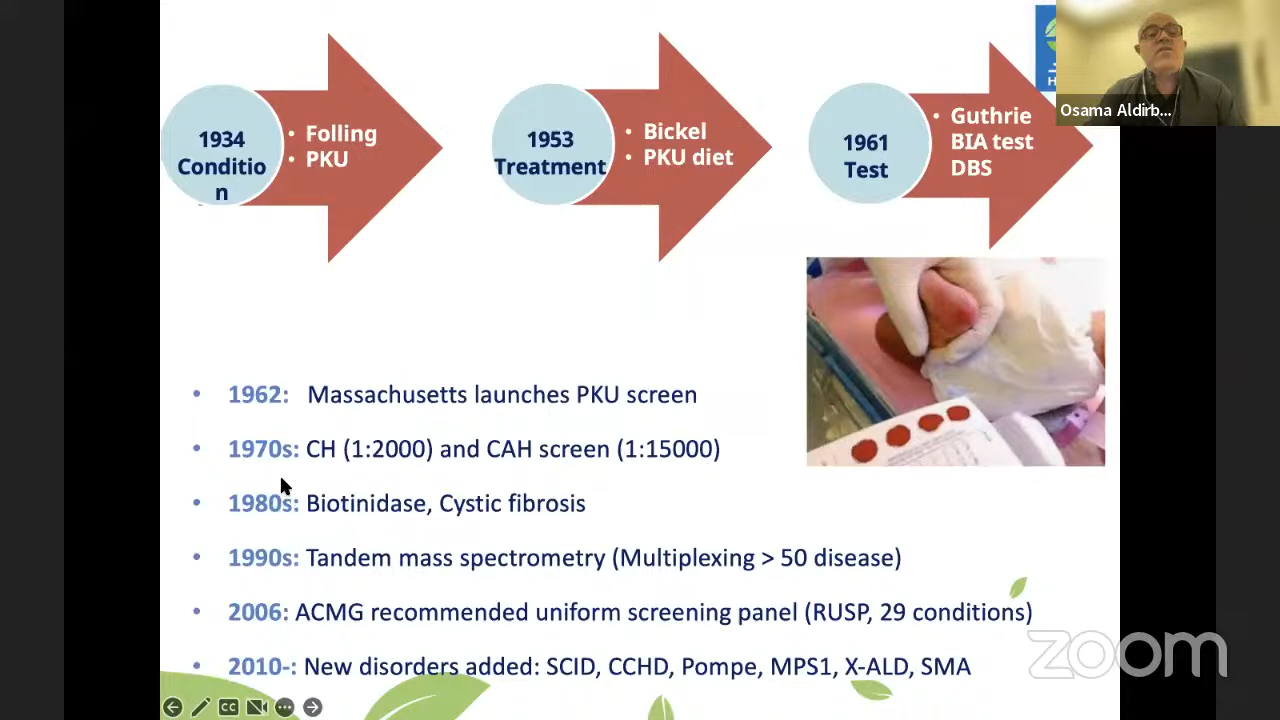 1934
Conditio
n
• Folling
• PKU
1953
Treatment
• Bickel
• PKU diet
1961
Test
• Guthrie
BIA test
DBS
H
Osama Aldirb...
• 1962: Massachusetts launches PKU screen
• 1970s: CH (1:2000) and CAH screen (1:15000)
• 1980s: Biotinidase, Cystic fibrosis
• 1990s: Tandem mass spectrometry (Multiplexing > 50 disease)
• 2006: ACMG recommended uniform screening panel (RUSP, 29 conditions)
• 2010-: New disorders added: SCID, CCHD, Pompe, MPS1, X-ALD, SMA
zoom
CC